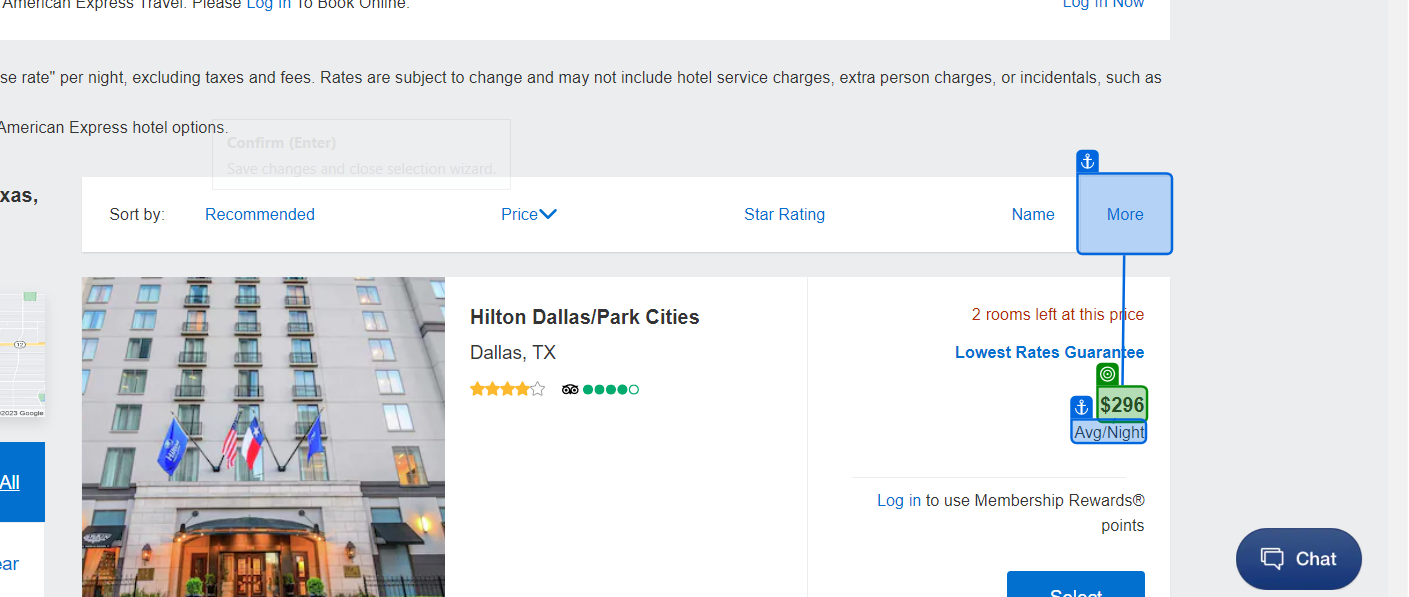 American Express Travel. Please Log In To Book Online.
Log In Now
se rate" per night, excluding taxes and fees. Rates are subject to change and may not include hotel service charges, extra person charges, or incidentals, such as
American Express hotel options.
Confirm (Enter)
Save changes and close selection wizard.
xas,
Sort by: Recommended Price Star Rating Name More
Hilton Dallas/Park Cities
Dallas, TX
2 rooms left at this price
Lowest Rates Guarantee
$296
Avg/Night
12
2023 Google
All
Log in to use Membership Rewards®
points
ear
Hilton
Select
Chat